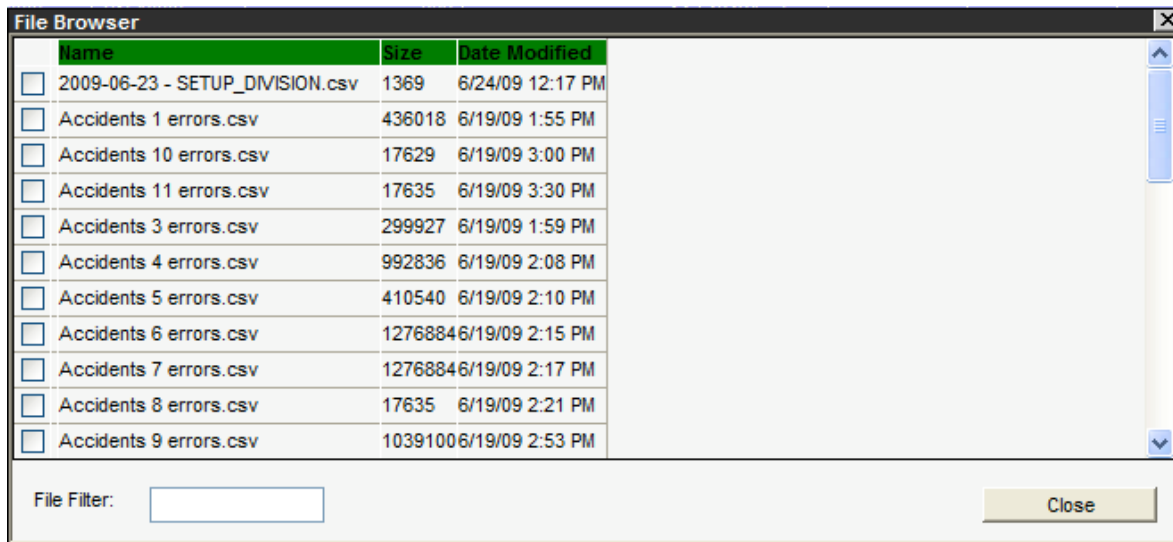 File Browser
Name Size Date Modified
2009-06-23 - SETUP_DIVISION.csv 1369 6/24/09 12:17 PM
Accidents 1 errors.csv 436018 6/19/09 1:55 PM
Accidents 10 errors.csv 17629 6/19/09 3:00 PM
Accidents 11 errors.csv 17635 6/19/09 3:30 PM
Accidents 3 errors.csv 299927 6/19/09 1:59 PM
Accidents 4 errors.csv 992836 6/19/09 2:08 PM
Accidents 5 errors.csv 410540 6/19/09 2:10 PM
Accidents 6 errors.csv 1276884 6/19/09 2:15 PM
Accidents 7 errors.csv 1276884 6/19/09 2:17 PM
Accidents 8 errors.csv 17635 6/19/09 2:21 PM
Accidents 9 errors.csv 1039100 6/19/09 2:53 PM
File Filter:
Close